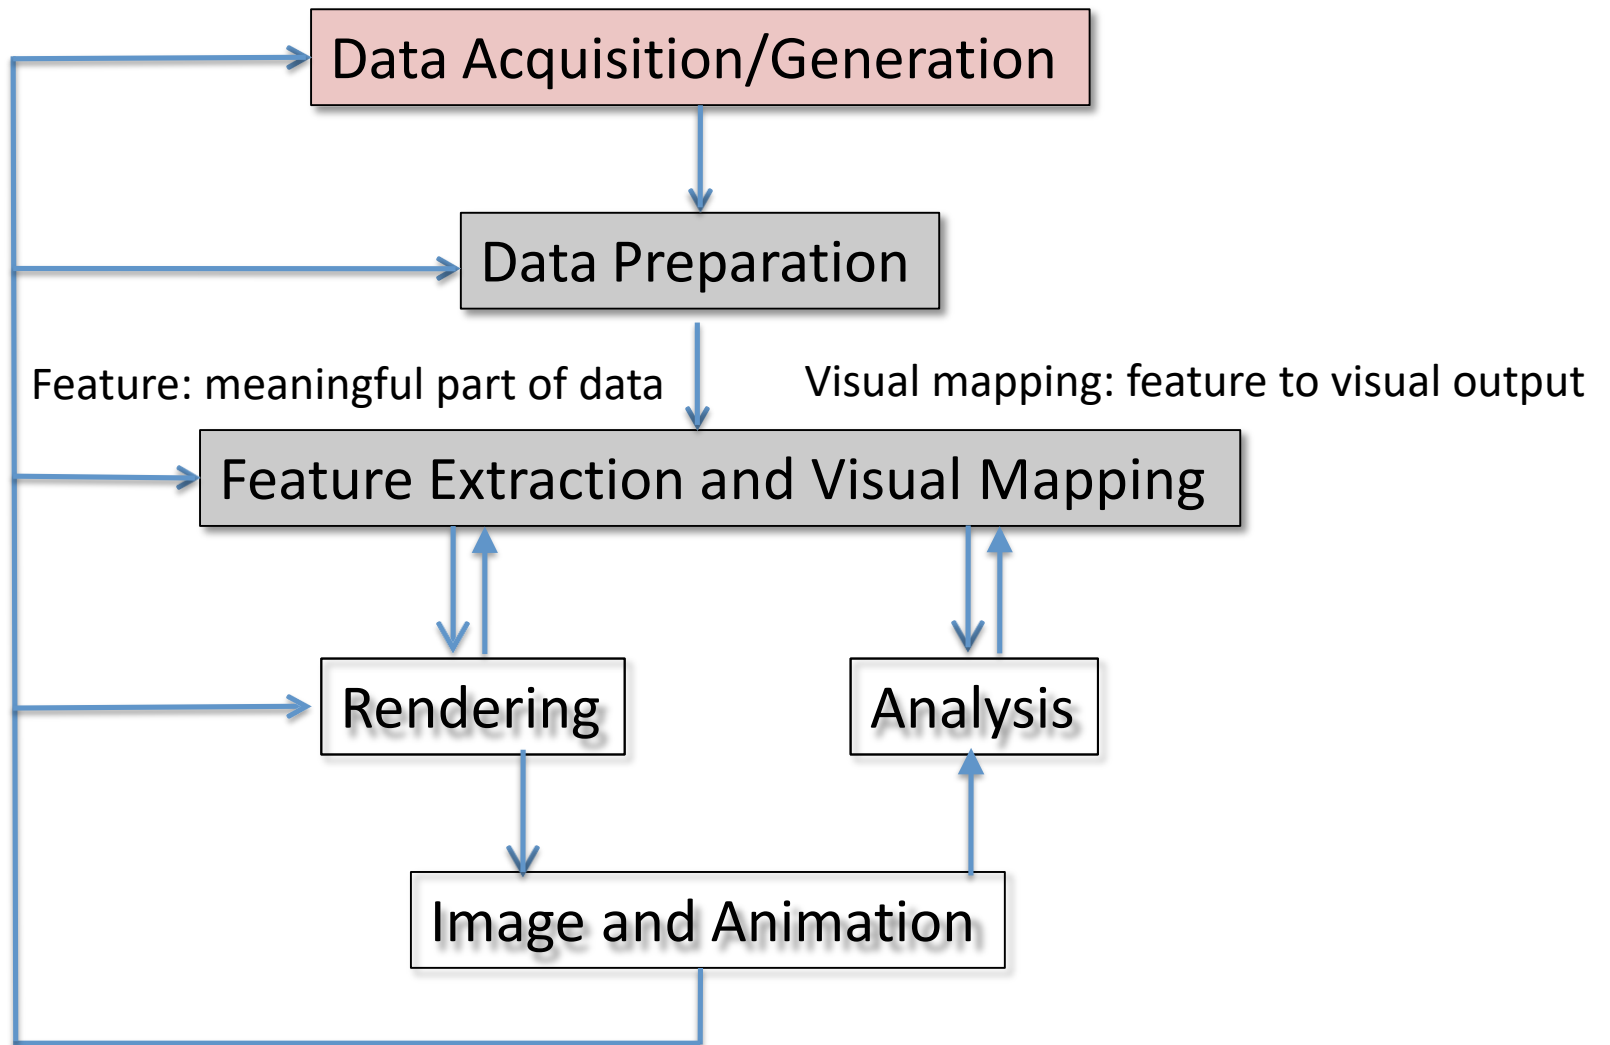 Data Acquisition/Generation
Data Preparation
Feature: meaningful part of data
Visual mapping: feature to visual output
Feature Extraction and Visual Mapping
Rendering
Analysis
Image and Animation